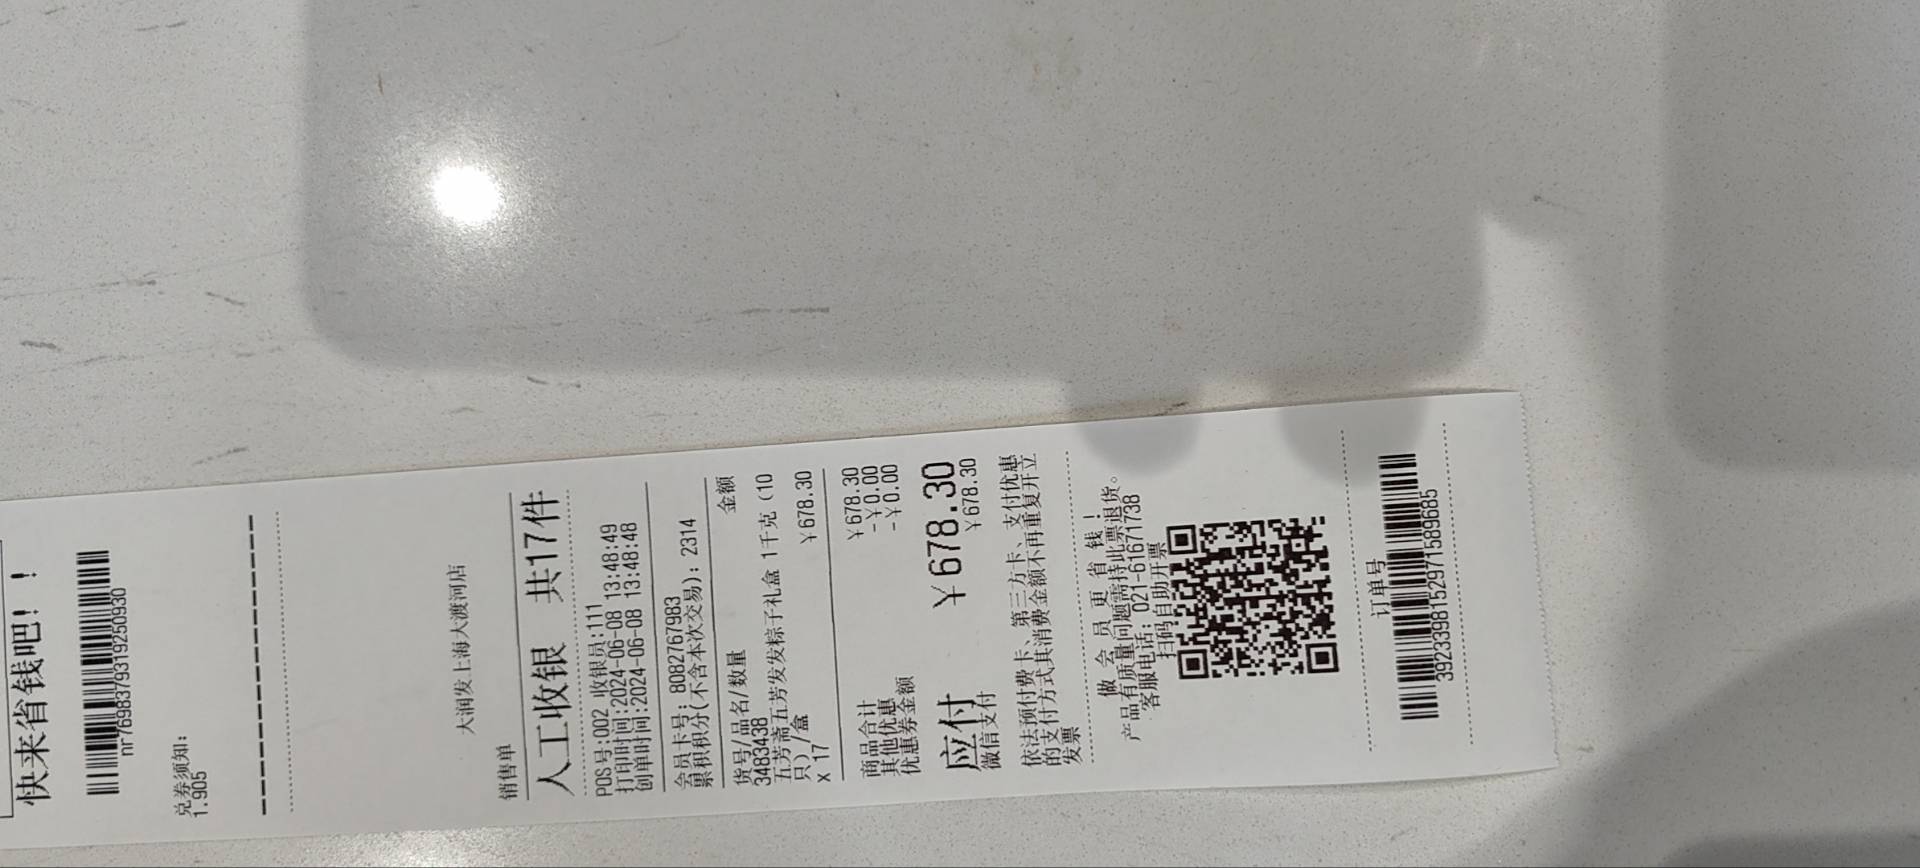 快来省钱吧！！
nr7698379319250930
兑券须知:
1.905
大润发上海大渡河店
销售单
人工收银 共17件
POS号:002 收银员:111
打印时间:2024-06-08 13:48:49
创单时间:2024-06-08 13:48:48
会员卡号: 8082767983
累积积分(不含本次交易): 2314
货号/品名/数量 金额
3483438
五芳斋五芳发发粽子礼盒 1千克（10
只）/盒
x 17 ￥678.30
商品合计 ￥678.30
其他优惠 -￥0.00
优惠券金额 -￥0.00
应付 ￥678.30
微信支付 ￥678.30
依法预付费卡、第三方卡、支付优惠
的支付方式其消费金额不再重复开立
发票
做 会 员 更 省 钱！
产品有质量问题需持此票退货。
客服电话: 021-61671738
扫码自助开票
订单号
3923398152971589685